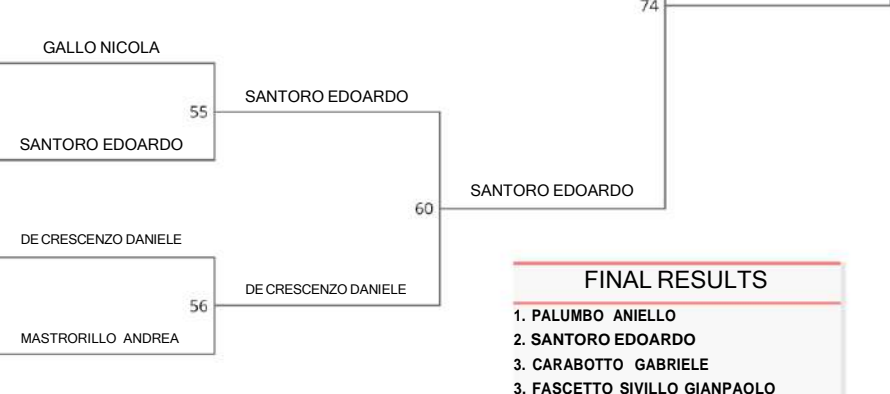 74
GALLO NICOLA
SANTORO EDOARDO
55
SANTORO EDOARDO
SANTORO EDOARDO
60
DE CRESCENZO DANIELE
DE CRESCENZO DANIELE
56
MASTRORILLO ANDREA
FINAL RESULTS
1. PALUMBO ANIELLO
2. SANTORO EDOARDO
3. CARABOTTO GABRIELE
3. FASCETTO SIVILLO GIANPAOLO